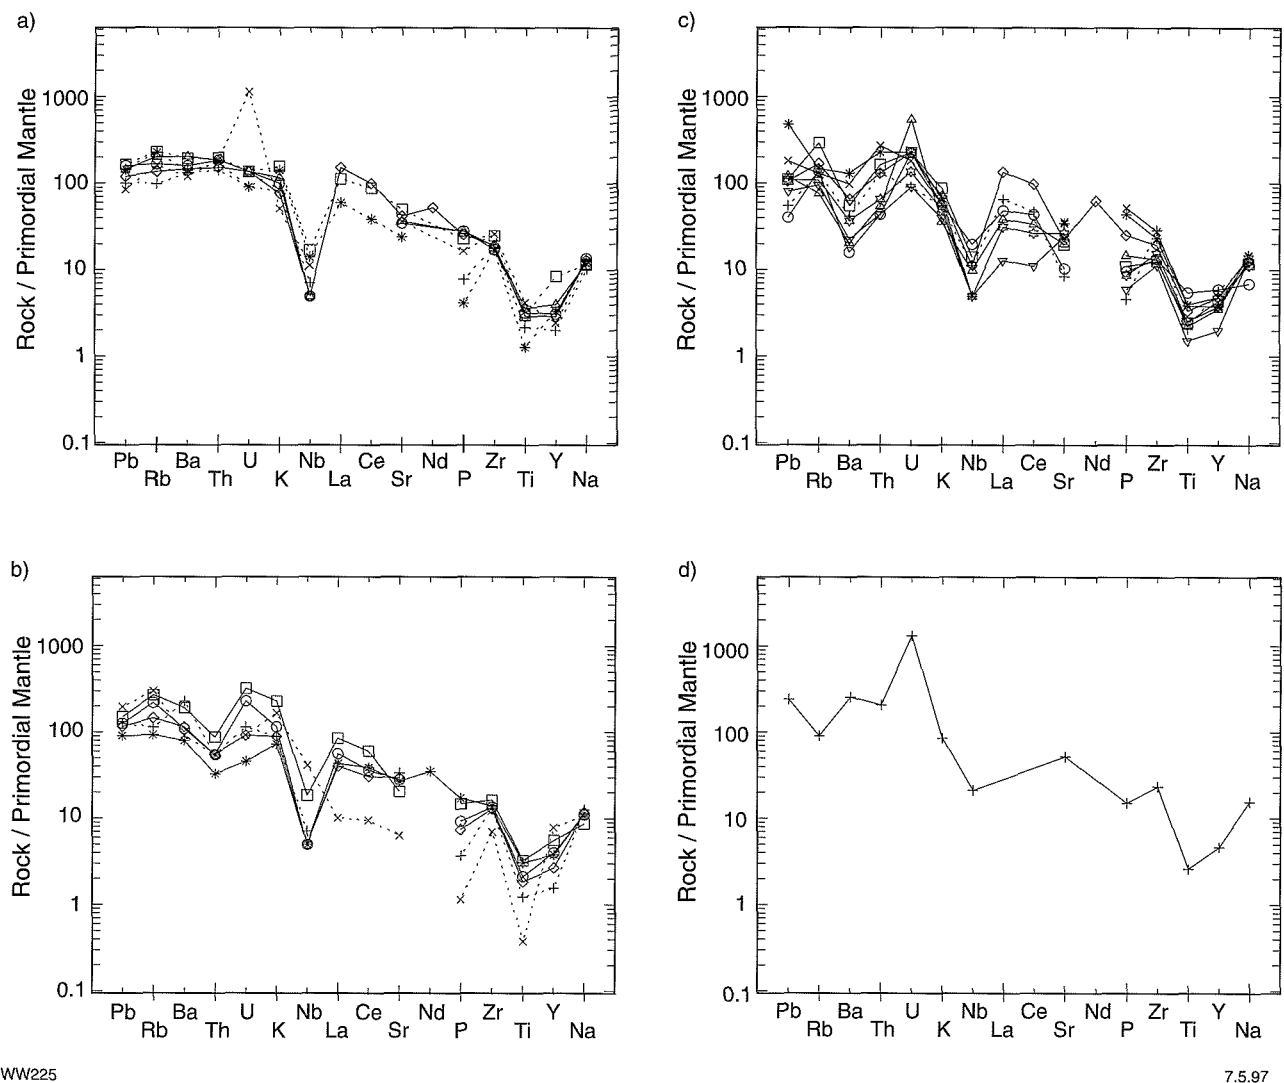 a)
Rock / Primordial Mantle
1000
100
10
1
0.1
Pb Ba U Nb Ce Nd Zr Y
Rb Th K La Sr P Ti Na
c)
Rock / Primordial Mantle
1000
100
10
1
0.1
Pb Ba U Nb Ce Nd Zr Y
Rb Th K La Sr P Ti Na
b)
Rock / Primordial Mantle
1000
100
10
1
0.1
Pb Ba U Nb Ce Nd Zr Y
Rb Th K La Sr P Ti Na
d)
Rock / Primordial Mantle
1000
100
10
1
0.1
Pb Ba U Nb Ce Nd Zr Y
Rb Th K La Sr P Ti Na
WW225
7.5.97